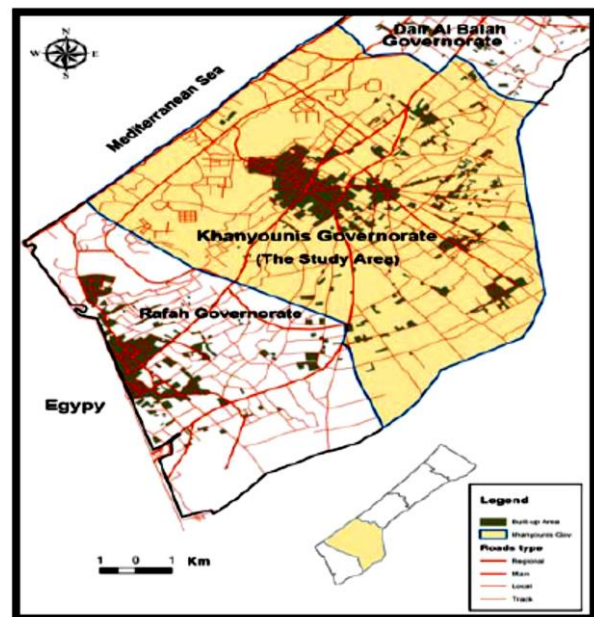 Dair Al Balah
Governorate
N
W
E
S
Mediterranean Sea
Khanyounis Governorate
(The Study Area)
Rafah Governorate
Egypy
Legend
Built-up Area
Khanyounis Gov
Roads type
Regional
Main
Local
Track
1 0 1 Km